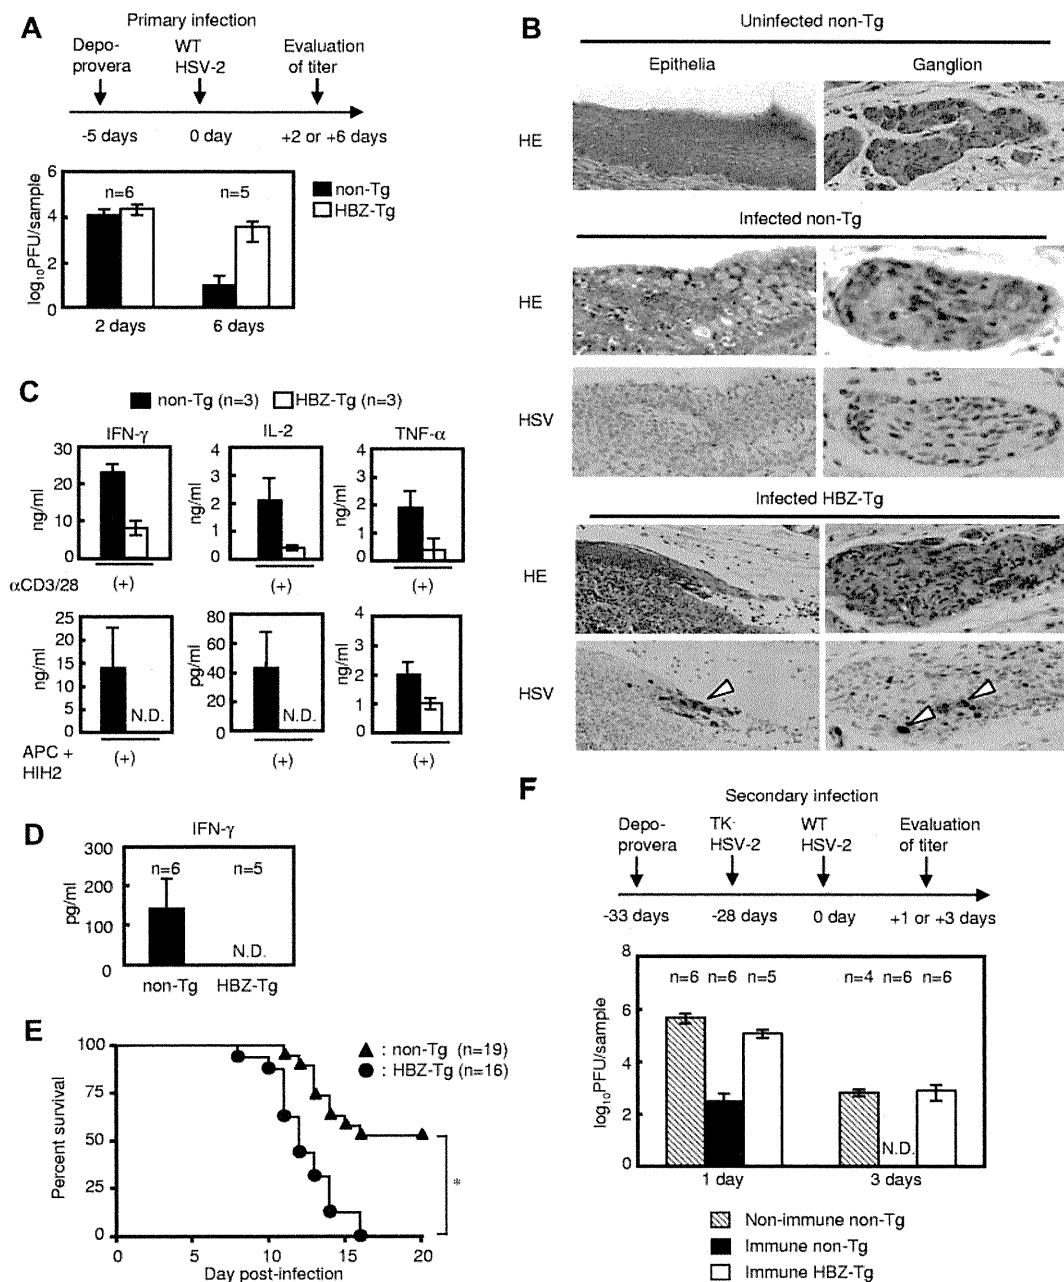 A
Primary infection
Depo-
provera
WT
HSV-2
Evaluation
of titer
-5 days
0 day
+2 or +6 days
log10PFU/sample
6
4
2
0
n=6
n=5
2 days
6 days
non-Tg
HBZ-Tg
B
Uninfected non-Tg
Epithelia
Ganglion
HE
Infected non-Tg
HE
HSV
Infected HBZ-Tg
HE
HSV
C
non-Tg (n=3)
HBZ-Tg (n=3)
IFN-γ
IL-2
TNF-α
ng/ml
30
20
10
0
ng/ml
4
3
2
1
0
ng/ml
4
3
2
1
0
αCD3/28
(+)
(+)
(+)
ng/ml
25
20
15
10
5
0
N.D.
pg/ml
80
60
40
20
0
N.D.
ng/ml
4
3
2
1
0
APC +
HIH2
(+)
(+)
(+)
D
IFN-γ
pg/ml
300
200
100
0
n=6
n=5
N.D.
non-Tg
HBZ-Tg
E
Percent survival
100
75
50
25
0
: non-Tg (n=19)
: HBZ-Tg (n=16)
*
0
5
10
15
20
Day post-infection
F
Secondary infection
Depo-
provera
TK-
HSV-2
WT
HSV-2
Evaluation
of titer
-33 days
-28 days
0 day
+1 or +3 days
log10PFU/sample
8
6
4
2
0
n=6 n=6 n=5
n=4 n=6 n=6
N.D.
1 day
3 days
Non-immune non-Tg
Immune non-Tg
Immune HBZ-Tg